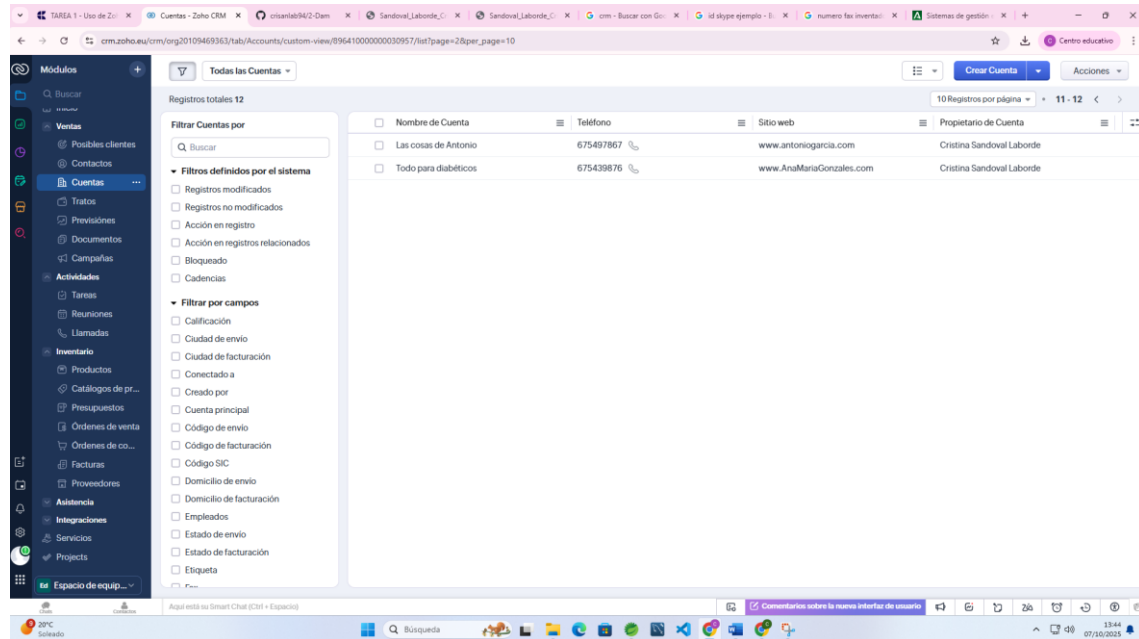 TAREA 1 - Uso de Zo
Cuentas - Zoho CRM
crisanlab94/2-Dam
Sandoval_Laborde_C
Sandoval_Laborde_C
crm - Buscar con Go
id skype ejemplo - B
numero fax inventad
Sistemas de gestión
crm.zoho.eu/crm/org20109469363/tab/Accounts/custom-view/896410000000030957/list?page=2&per_page=10
Centro educativo
Módulos
Todas las Cuentas
Crear Cuenta
Acciones
Buscar
Inicio
Ventas
Posibles clientes
Contactos
Cuentas
Tratos
Previsiónes
Documentos
Campañas
Actividades
Tareas
Reuniones
Llamadas
Inventario
Productos
Catálogos de pr...
Presupuestos
Órdenes de venta
Órdenes de co...
Facturas
Proveedores
Asistencia
Integraciones
Servicios
Projects
Ed Espacio de equip...
Registros totales 12
10 Registros por página
11 - 12
Filtrar Cuentas por
Buscar
Filtros definidos por el sistema
Registros modificados
Registros no modificados
Acción en registro
Acción en registros relacionados
Bloqueado
Cadencias
Filtrar por campos
Calificación
Ciudad de envío
Ciudad de facturación
Conectado a
Creado por
Cuenta principal
Código de envío
Código de facturación
Código SIC
Domicilio de envío
Domicilio de facturación
Empleados
Estado de envío
Estado de facturación
Etiqueta
Fax
Nombre de Cuenta Teléfono Sitio web Propietario de Cuenta
Las cosas de Antonio 675497867 www.antoniogarcia.com Cristina Sandoval Laborde
Todo para diabéticos 675439876 www.AnaMariaGonzales.com Cristina Sandoval Laborde
Chats
Contactos
Aquí está su Smart Chat (Ctrl + Espacio)
Comentarios sobre la nueva interfaz de usuario
20°C
Soleado
Búsqueda
13:44
07/10/2025